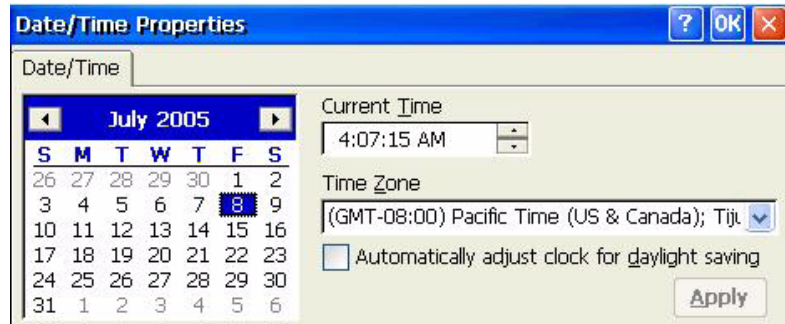 Date/Time Properties ? OK
Date/Time
July 2005
S M T W T F S
26 27 28 29 30 1 2
3 4 5 6 7 8 9
10 11 12 13 14 15 16
17 18 19 20 21 22 23
24 25 26 27 28 29 30
31 1 2 3 4 5 6
Current Time
4:07:15 AM
Time Zone
(GMT-08:00) Pacific Time (US & Canada); Tiju
Automatically adjust clock for daylight saving
Apply